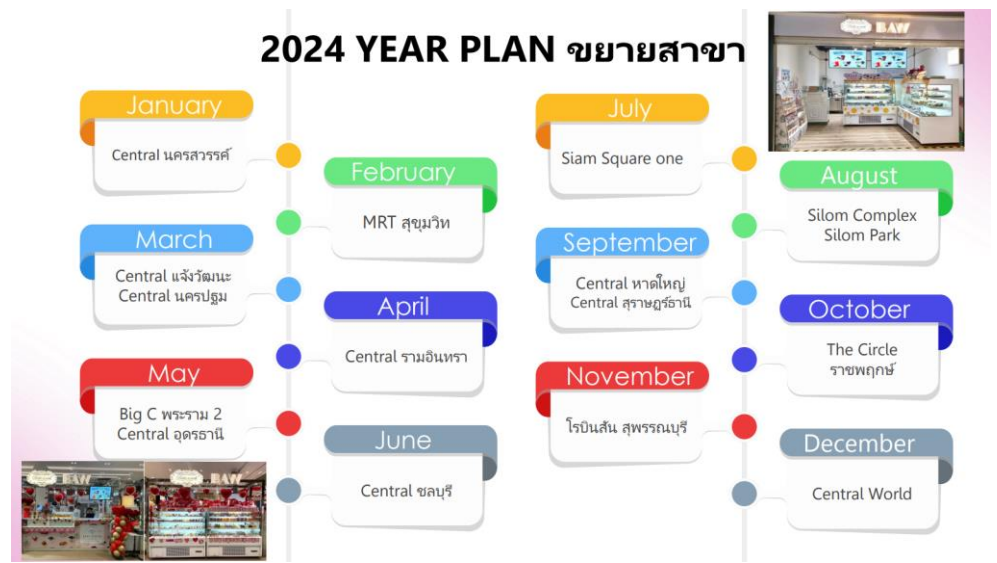 2024 YEAR PLAN ขยายสาขา
BAW
January
Central นครสวรรค์
February
MRT สุขุมวิท
March
Central แจ้งวัฒนะ
Central นครปฐม
April
Central รามอินทรา
May
Big C พระราม 2
Central อุดรธานี
June
Central ชลบุรี
July
Siam Square one
August
Silom Complex
Silom Park
September
Central หาดใหญ่
Central สุราษฎร์ธานี
October
The Circle
ราชพฤกษ์
November
โรบินสัน สุพรรณบุรี
December
Central World
BAW
BAW